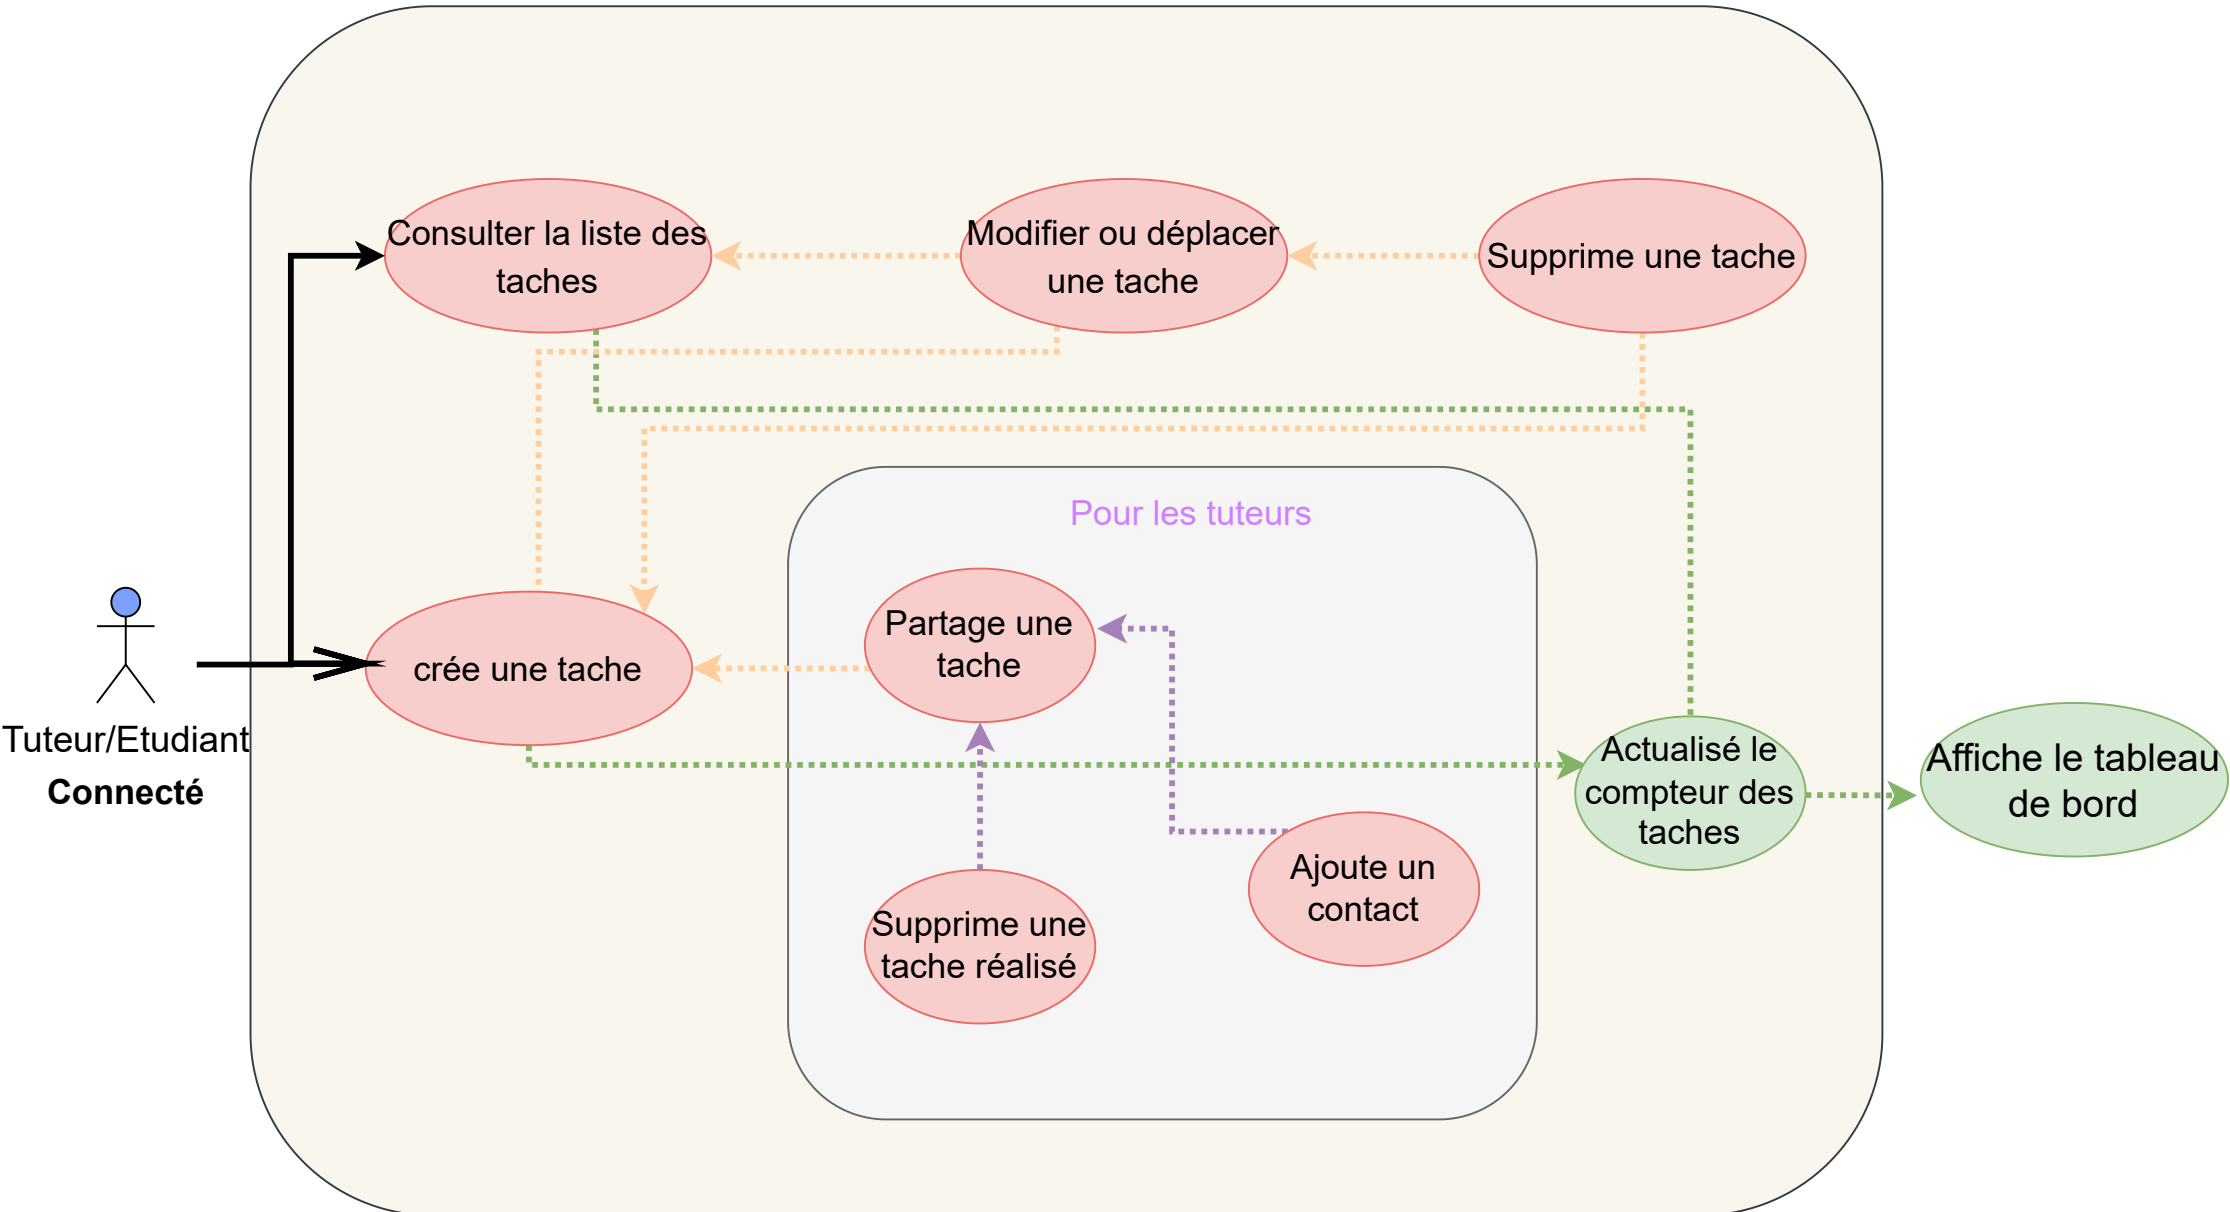 Consulter la liste des
taches
Modifier ou déplacer
une tache
Supprime une tache
Pour les tuteurs
Partage une
tache
crée une tache
Tuteur/Etudiant
Connecté
Actualisé le
compteur des
taches
Affiche le tableau
de bord
Ajoute un
contact
Supprime une
tache réalisé